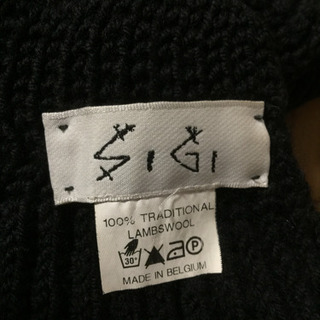 SIGI
100% TRADITIONAL
LAMBSWOOL
30° P
MADE IN BELGIUM